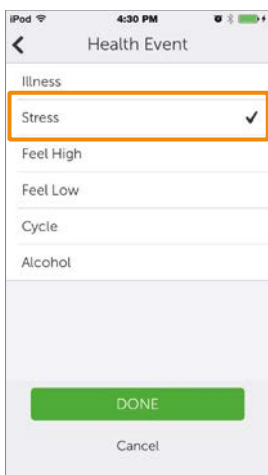 iPod 4:30 PM
Health Event
Illness
Stress
Feel High
Feel Low
Cycle
Alcohol
DONE
Cancel